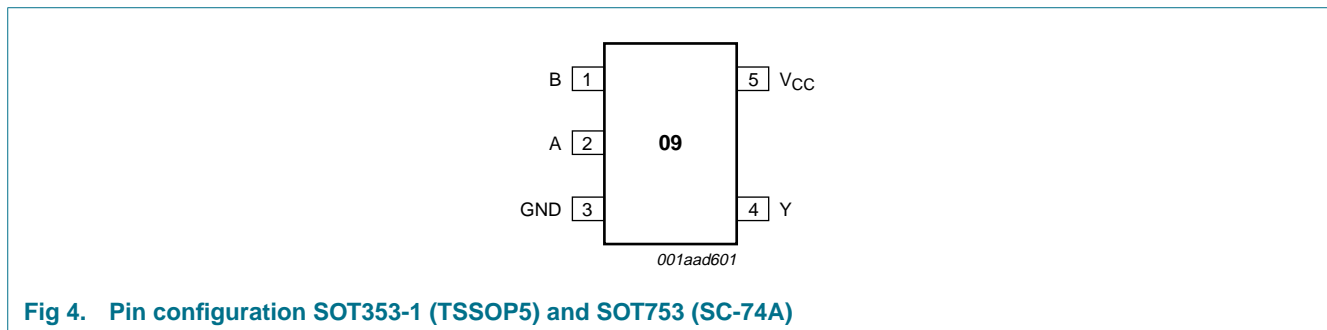 B 1 5 VCC
A 2 09
GND 3 4 Y
001aad601
Fig 4. Pin configuration SOT353-1 (TSSOP5) and SOT753 (SC-74A)